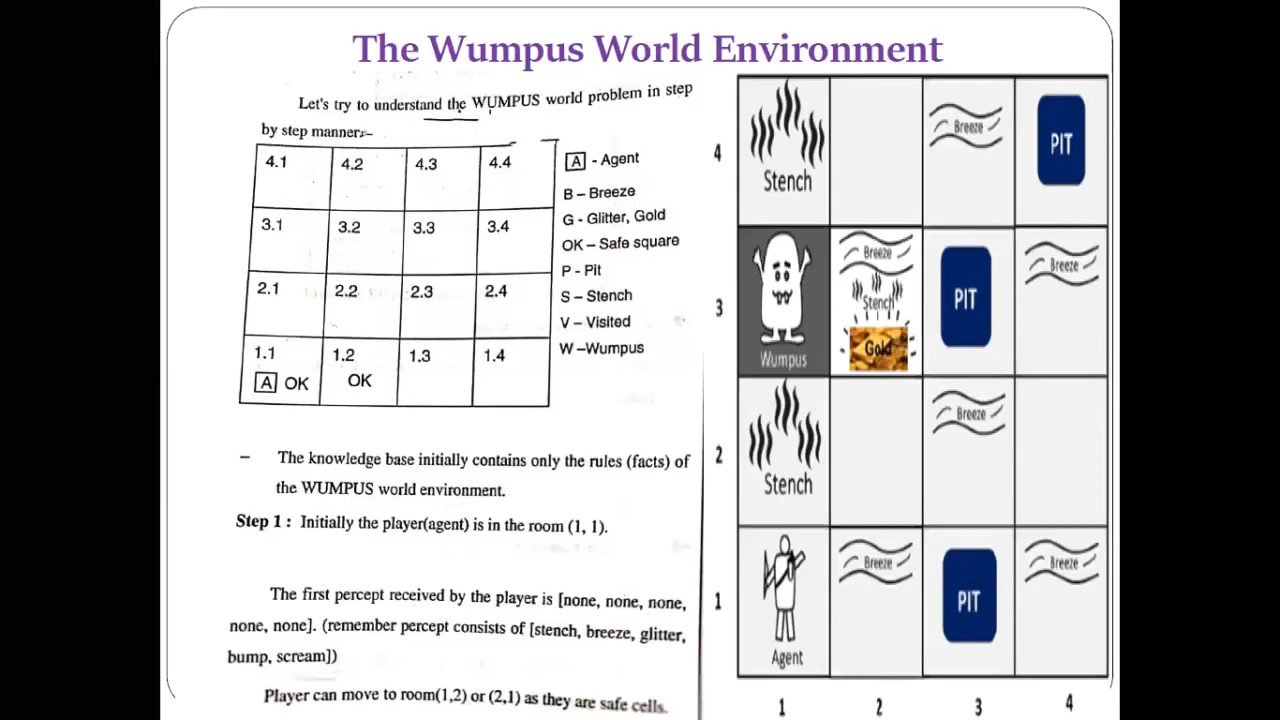 The Wumpus World Environment
Let's try to understand the WUMPUS world problem in step
by step manner:–
4.1 4.2 4.3 4.4
3.1 3.2 3.3 3.4
2.1 2.2 2.3 2.4
1.1 1.2 1.3 1.4
A OK OK
A - Agent
B – Breeze
G - Glitter, Gold
OK – Safe square
P - Pit
S – Stench
V – Visited
W –Wumpus
– The knowledge base initially contains only the rules (facts) of
the WUMPUS world environment.
Step 1 : Initially the player(agent) is in the room (1, 1).
The first percept received by the player is [none, none, none,
none, none]. (remember percept consists of [stench, breeze, glitter,
bump, scream])
Player can move to room(1,2) or (2,1) as they are safe cells.
4
Stench
Breeze
PIT
3
Wumpus
Breeze
Stench
Gold
PIT
Breeze
2
Stench
Breeze
1
Agent
Breeze
PIT
Breeze
1 2 3 4